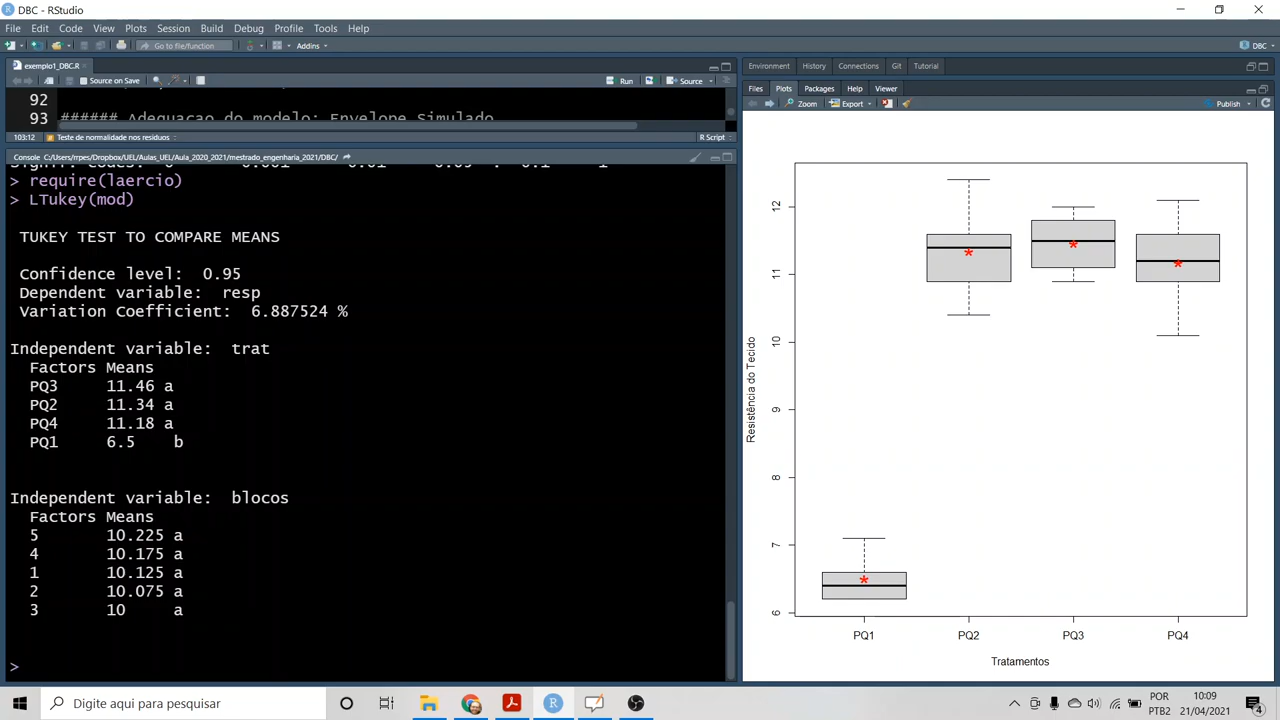 DBC - RStudio
File Edit Code View Plots Session Build Debug Profile Tools Help
Go to file/function Addins DBC
exemplo1_DBC.R
Source on Save Run Source
92
93 ###### Adequacao do modelo: Envelope Simulado
103:12 Teste de normalidade nos residuos R Script
Console C:/Users/rrpes/Dropbox/UEL/Aulas_UEL/Aula_2020_2021/mestrado_engenharia_2021/DBC/
> require(laercio)
> LTukey(mod)
TUKEY TEST TO COMPARE MEANS
Confidence level: 0.95
Dependent variable: resp
Variation Coefficient: 6.887524 %
Independent variable: trat
Factors Means
PQ3 11.46 a
PQ2 11.34 a
PQ4 11.18 a
PQ1 6.5 b
Independent variable: blocos
Factors Means
5 10.225 a
4 10.175 a
1 10.125 a
2 10.075 a
3 10 a
>
Environment History Connections Git Tutorial
Files Plots Packages Help Viewer
Zoom Export Publish
Resistência do Tecido
12
11
10
9
8
7
6
PQ1 PQ2 PQ3 PQ4
Tratamentos
Digite aqui para pesquisar
POR
PTB2
10:09
21/04/2021
4